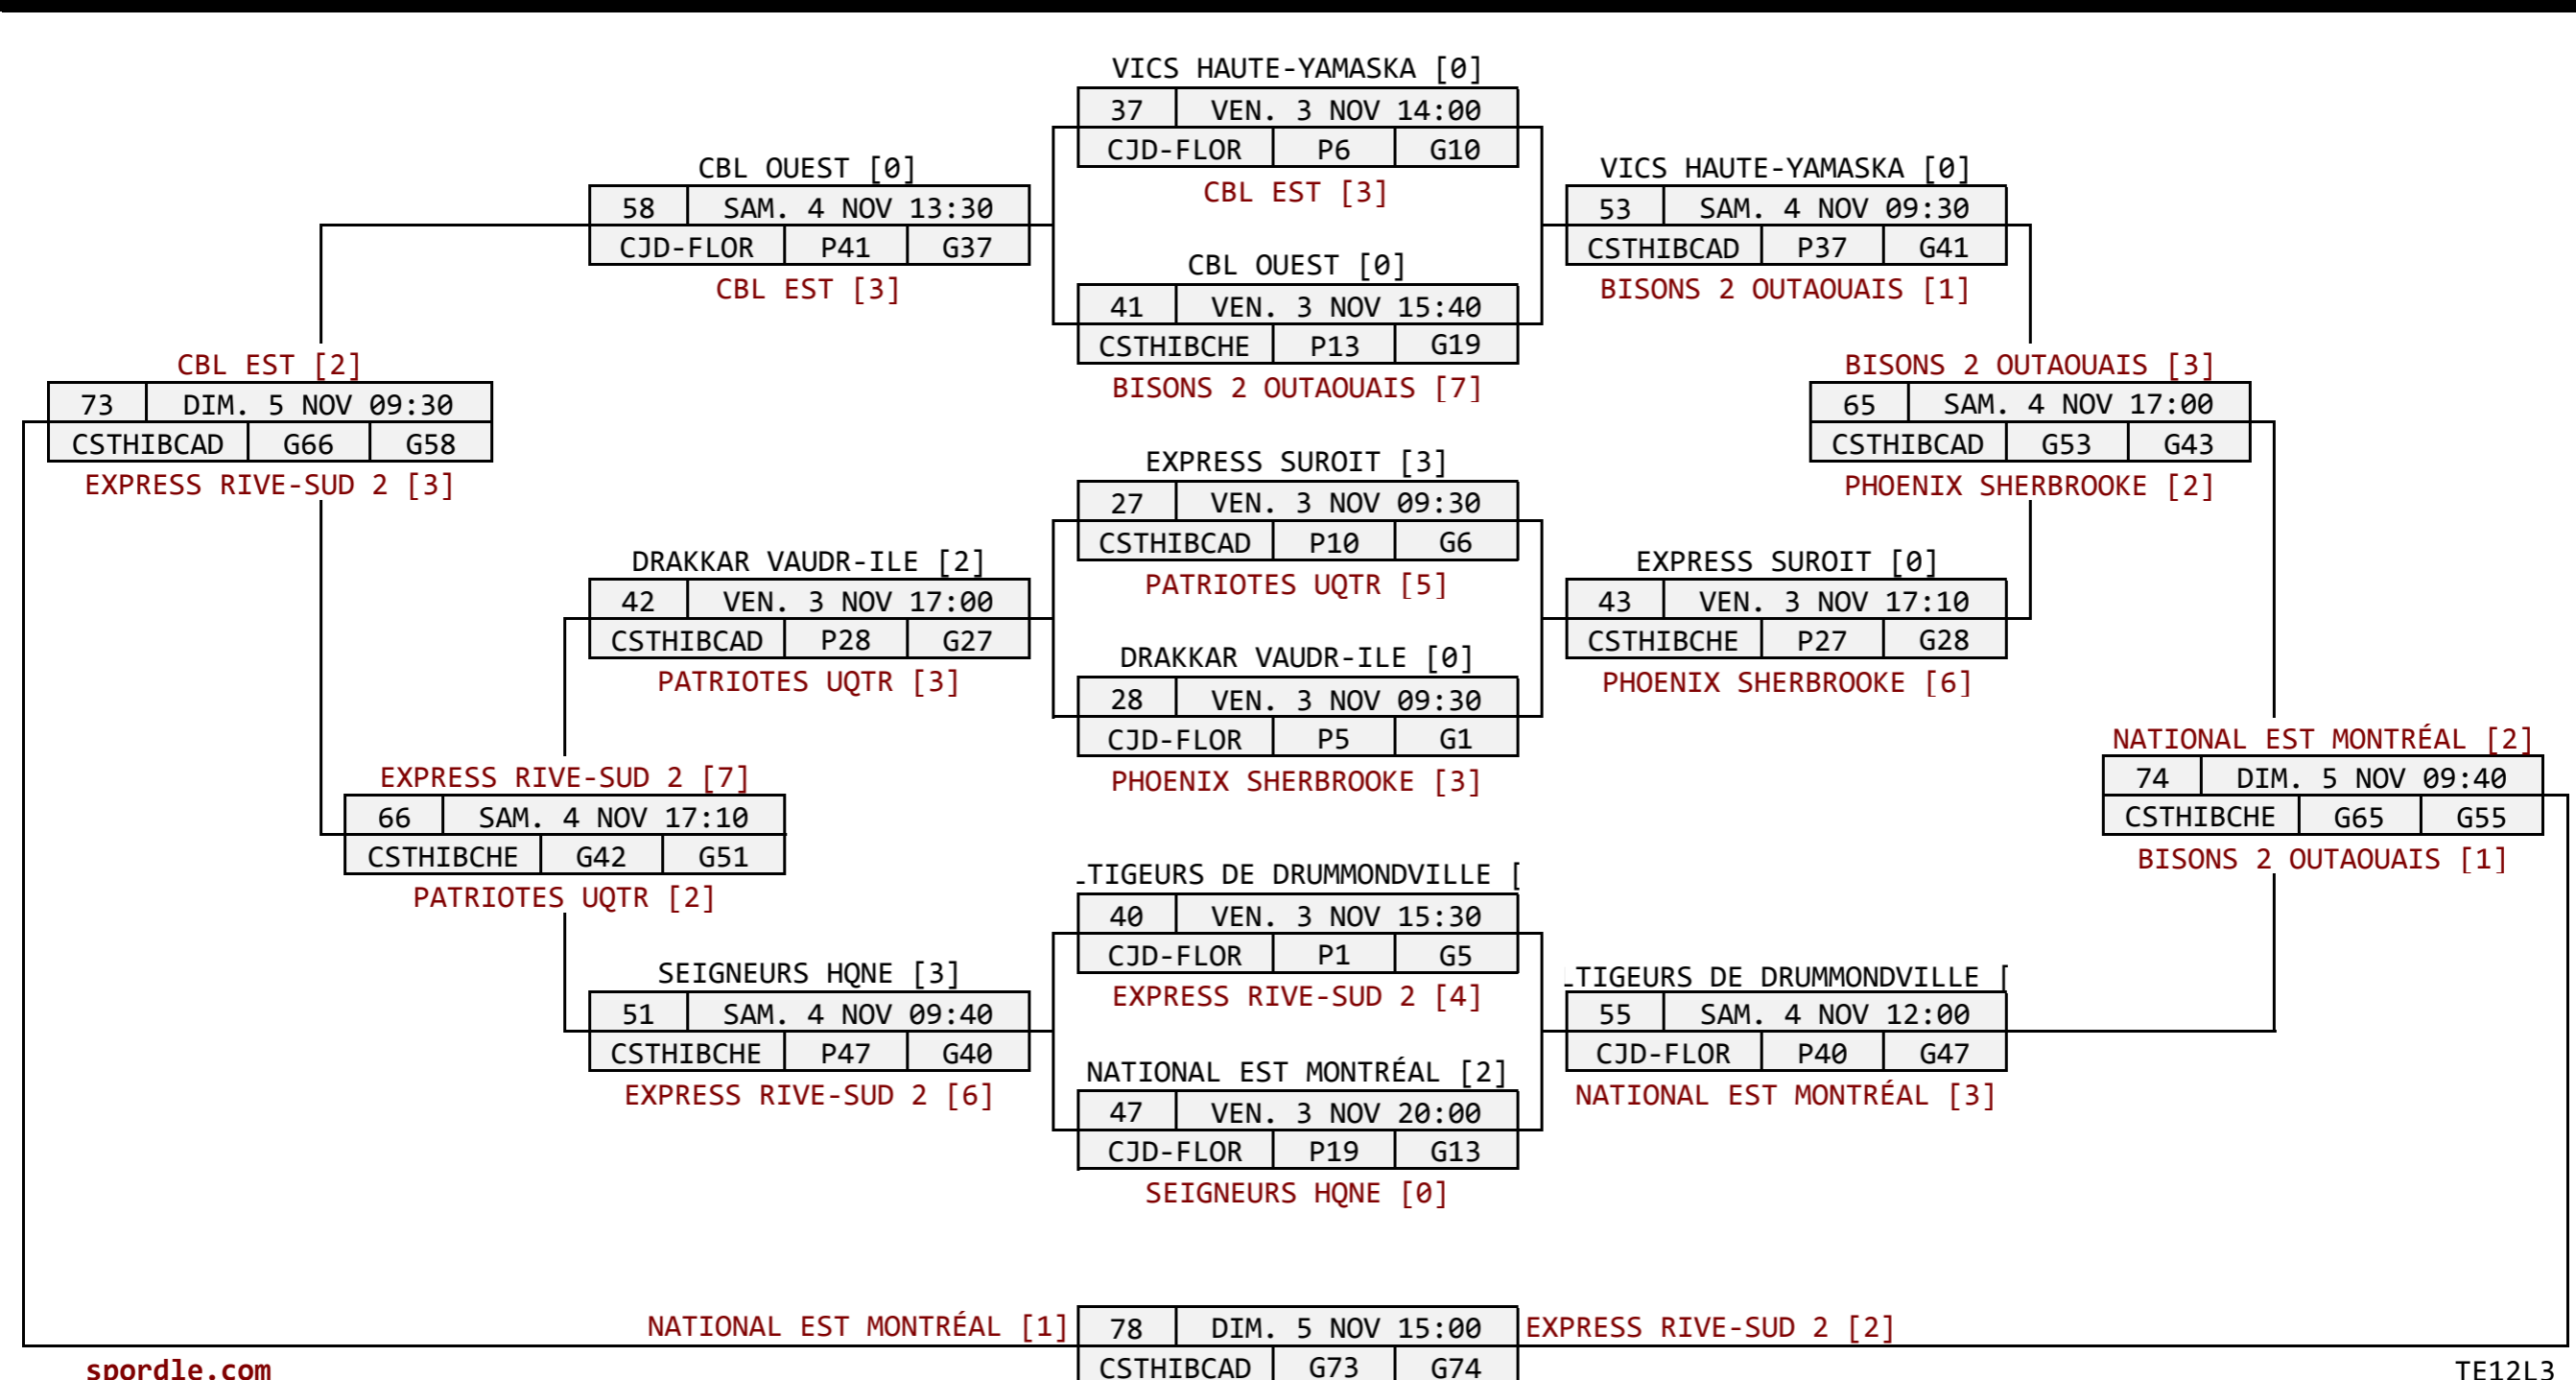 VICS HAUTE-YAMASKA [0]
37 VEN. 3 NOV 14:00
CJD-FLOR P6 G10
CBL EST [3]
CBL OUEST [0]
58 SAM. 4 NOV 13:30
CJD-FLOR P41 G37
CBL EST [3]
VICS HAUTE-YAMASKA [0]
53 SAM. 4 NOV 09:30
CSTHIBCAD P37 G41
BISONS 2 OUTAOUAIS [1]
CBL OUEST [0]
41 VEN. 3 NOV 15:40
CSTHIBCHE P13 G19
BISONS 2 OUTAOUAIS [7]
CBL EST [2]
73 DIM. 5 NOV 09:30
CSTHIBCAD G66 G58
EXPRESS RIVE-SUD 2 [3]
BISONS 2 OUTAOUAIS [3]
65 SAM. 4 NOV 17:00
CSTHIBCAD G53 G43
PHOENIX SHERBROOKE [2]
EXPRESS SUROIT [3]
27 VEN. 3 NOV 09:30
CSTHIBCAD P10 G6
PATRIOTES UQTR [5]
DRAKKAR VAUDR-ILE [2]
42 VEN. 3 NOV 17:00
CSTHIBCAD P28 G27
PATRIOTES UQTR [3]
EXPRESS SUROIT [0]
43 VEN. 3 NOV 17:10
CSTHIBCHE P27 G28
PHOENIX SHERBROOKE [6]
DRAKKAR VAUDR-ILE [0]
28 VEN. 3 NOV 09:30
CJD-FLOR P5 G1
PHOENIX SHERBROOKE [3]
EXPRESS RIVE-SUD 2 [7]
66 SAM. 4 NOV 17:10
CSTHIBCHE G42 G51
PATRIOTES UQTR [2]
NATIONAL EST MONTRÉAL [2]
74 DIM. 5 NOV 09:40
CSTHIBCHE G65 G55
BISONS 2 OUTAOUAIS [1]
TIGEURS DE DRUMMONDVILLE [
40 VEN. 3 NOV 15:30
CJD-FLOR P1 G5
EXPRESS RIVE-SUD 2 [4]
SEIGNEURS HQNE [3]
51 SAM. 4 NOV 09:40
CSTHIBCHE P47 G40
EXPRESS RIVE-SUD 2 [6]
LTIGEURS DE DRUMMONDVILLE [
55 SAM. 4 NOV 12:00
CJD-FLOR P40 G47
NATIONAL EST MONTRÉAL [3]
NATIONAL EST MONTRÉAL [2]
47 VEN. 3 NOV 20:00
CJD-FLOR P19 G13
SEIGNEURS HQNE [0]
NATIONAL EST MONTRÉAL [1] 78 DIM. 5 NOV 15:00 EXPRESS RIVE-SUD 2 [2]
CSTHIBCAD G73 G74
spordle.com
TE12L3